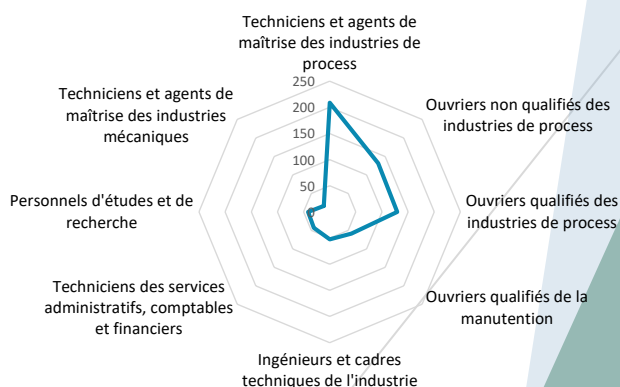 Techniciens et agents de
maîtrise des industries de
process
250
200
150
100
50
0
Ouvriers non qualifiés des
industries de process
Ouvriers qualifiés des
industries de process
Ouvriers qualifiés de la
manutention
Ingénieurs et cadres
techniques de l'industrie
Techniciens des services
administratifs, comptables
et financiers
Personnels d'études et de
recherche
Techniciens et agents de
maîtrise des industries
mécaniques